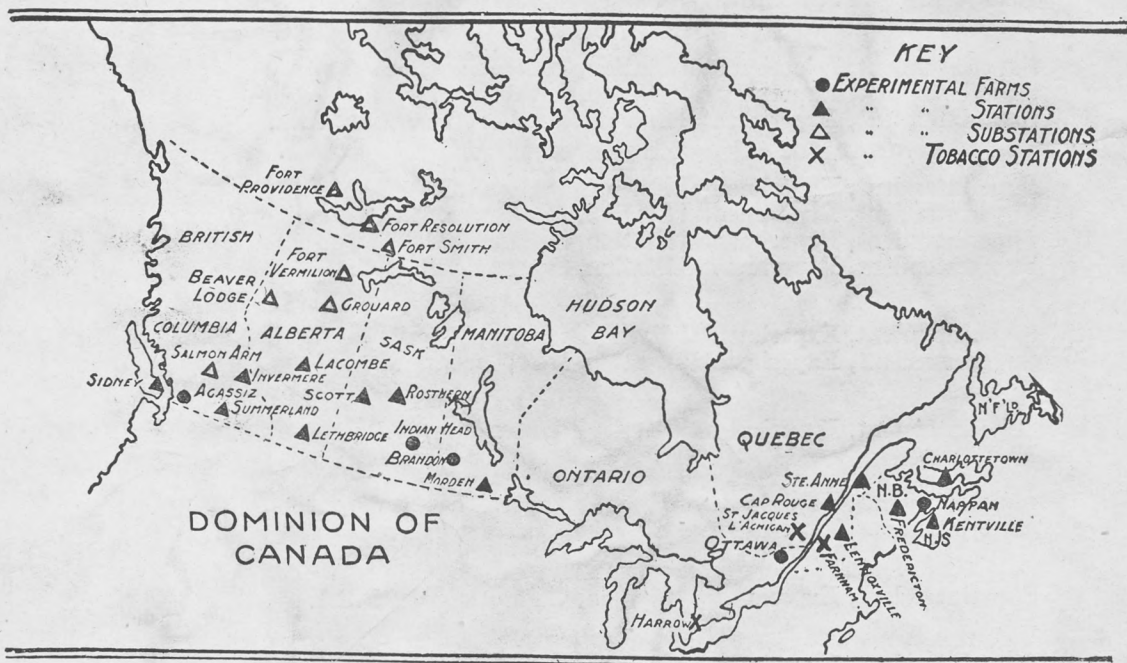 KEY
● EXPERIMENTAL FARMS
▲ " " STATIONS
△ " " SUBSTATIONS
X " TOBACCO STATIONS
FORT
PROVIDENCE
FORT RESOLUTION
FORT SMITH
BRITISH
FORT
VERMILION
BEAVER
LODGE
GROUARD
HUDSON
BAY
COLUMBIA
ALBERTA
SASK
MANITOBA
SALMON ARM
LACOMBE
SIDNEY
INVERMERE
AGASSIZ
SCOTT
ROSTHERN
SUMMERLAND
N'F'LD
LETHBRIDGE
INDIAN HEAD
BRANDON
QUEBEC
MORDEN
ONTARIO
STE. ANNE
CHARLOTTETOWN
CAP ROUGE
N.B.
NAPPAN
KENTVILLE
ST JACQUES
L'ACHIGAN
OTTAWA
FARNHAM
LENNOXVILLE
FREDERICTON
HARROW
DOMINION OF
CANADA